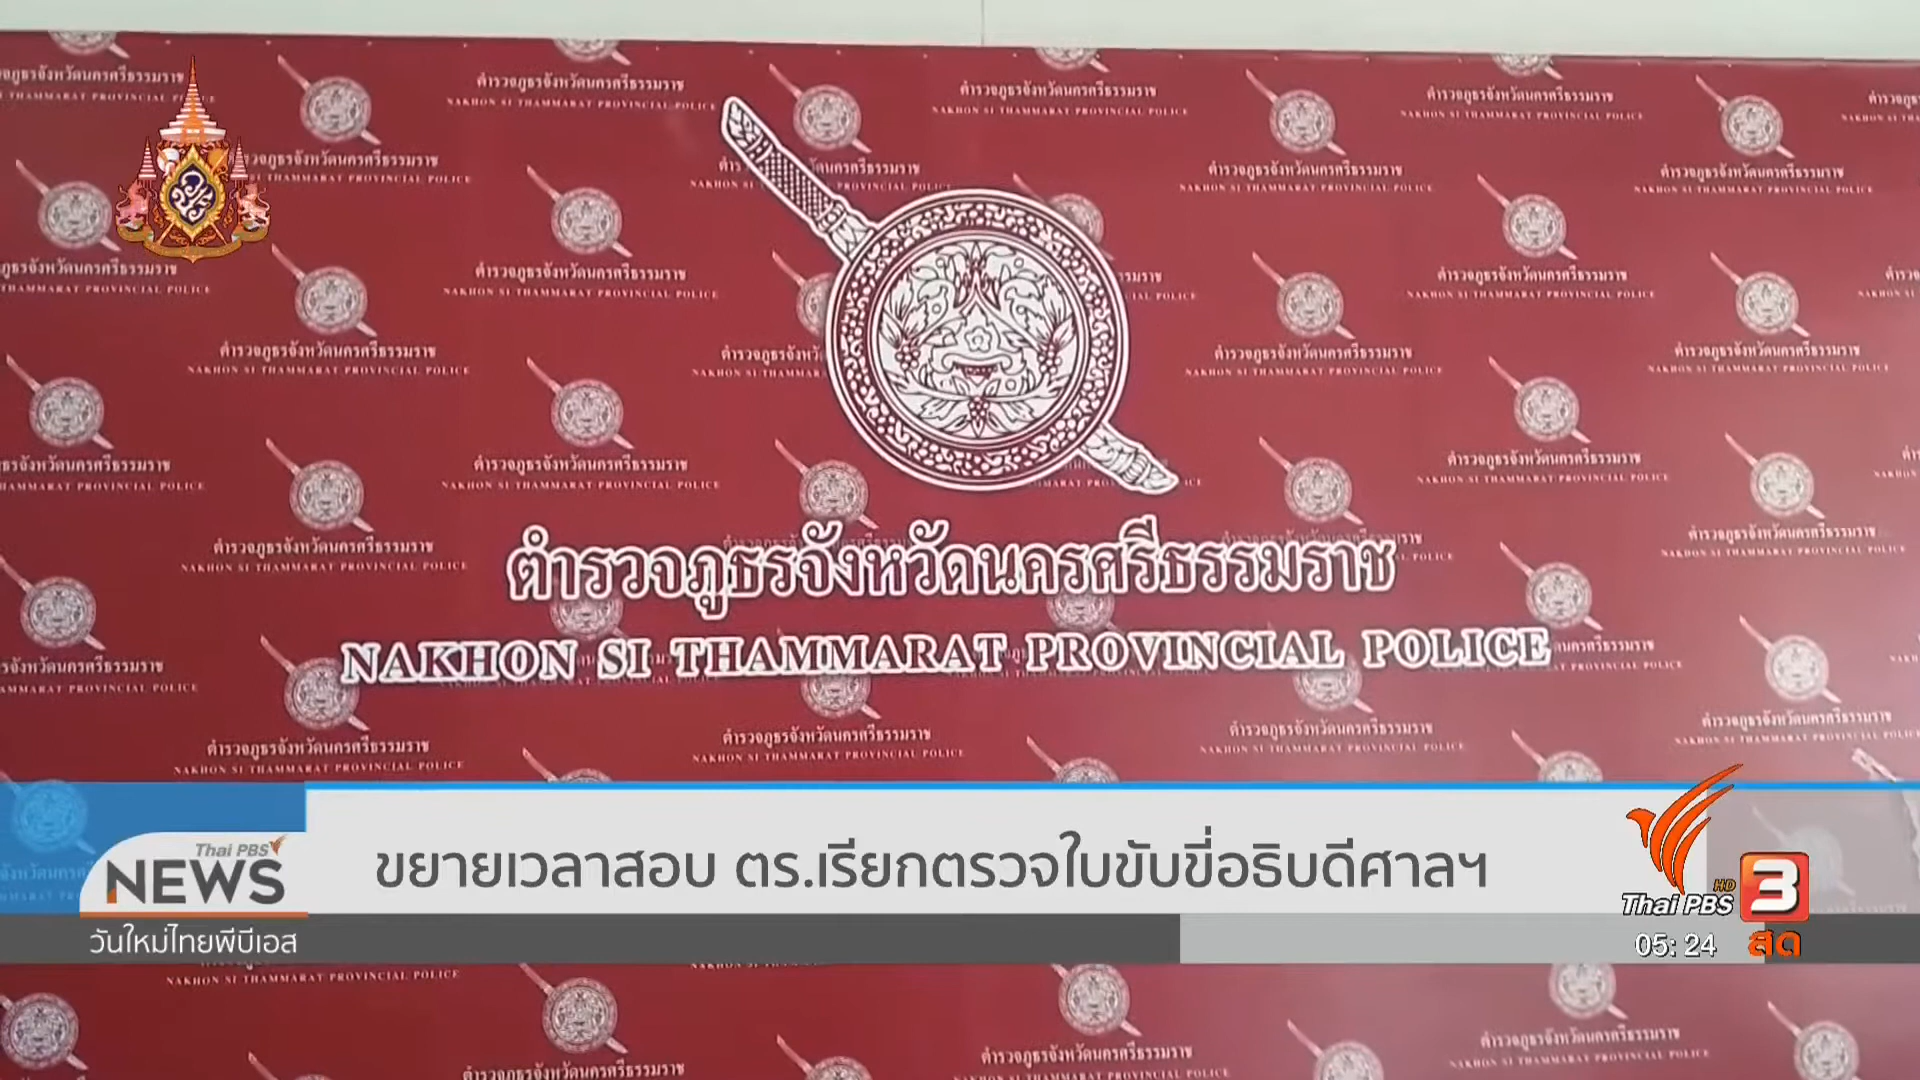 ตำรวจภูธรจังหวัดนครศรีธรรมราช
NAKHON SI THAMMARAT PROVINCIAL POLICE
Thai PBS
NEWS
ขยายเวลาสอบ ตร.เรียกตรวจใบขับขี่อธิบดีศาลฯ
วันใหม่ไทยพีบีเอส
HD
Thai PBS 3
05:24 สด